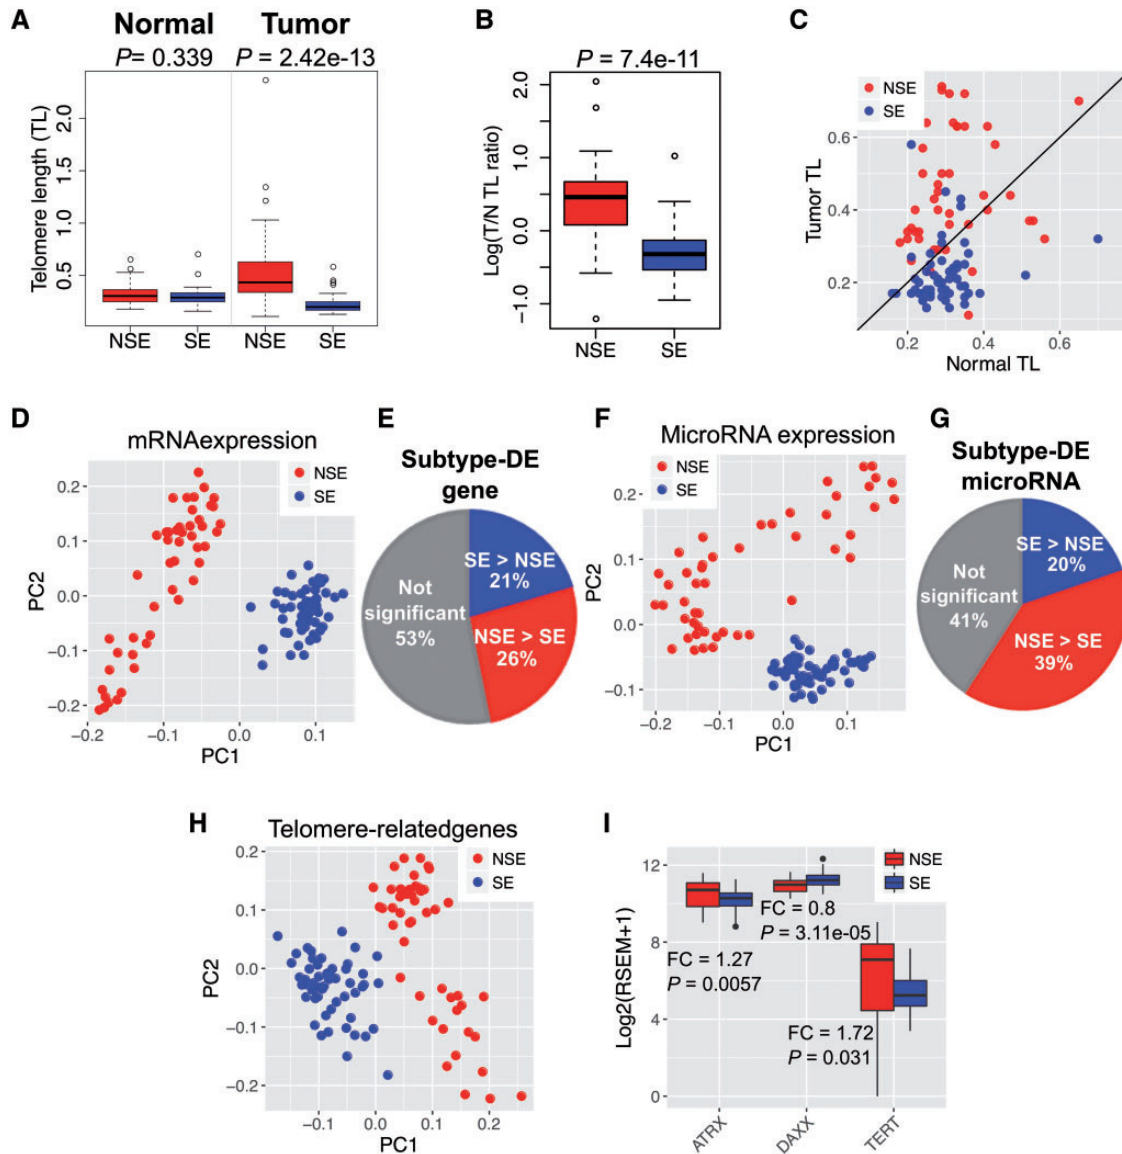 A
Normal
Tumor
P= 0.339
P = 2.42e-13
Telomere length (TL)
2.0
1.5
1.0
0.5
NSE
SE
NSE
SE
B
P = 7.4e-11
Log(T/N TL ratio)
2.0
1.0
0.0
−1.0
NSE
SE
C
NSE
SE
Tumor TL
0.6
0.4
0.2
0.2
0.4
0.6
Normal TL
D
mRNAexpression
NSE
SE
PC2
0.2
0.1
0.0
−0.1
−0.2
−0.2
−0.1
0.0
0.1
PC1
E
Subtype-DE
gene
SE > NSE
21%
Not
significant
53%
NSE > SE
26%
F
MicroRNA expression
NSE
SE
PC2
0.2
0.1
0.0
−0.1
−0.2
−0.1
0.0
0.1
PC1
G
Subtype-DE
microRNA
SE > NSE
20%
Not
significant
41%
NSE > SE
39%
H
Telomere-relatedgenes
NSE
SE
PC2
0.2
0.1
0.0
−0.1
−0.2
−0.1
0.0
0.1
0.2
PC1
I
NSE
SE
Log2(RSEM+1)
12
8
4
0
FC = 0.8
P = 3.11e-05
FC = 1.27
P = 0.0057
FC = 1.72
P = 0.031
ATRX
DAXX
TERT